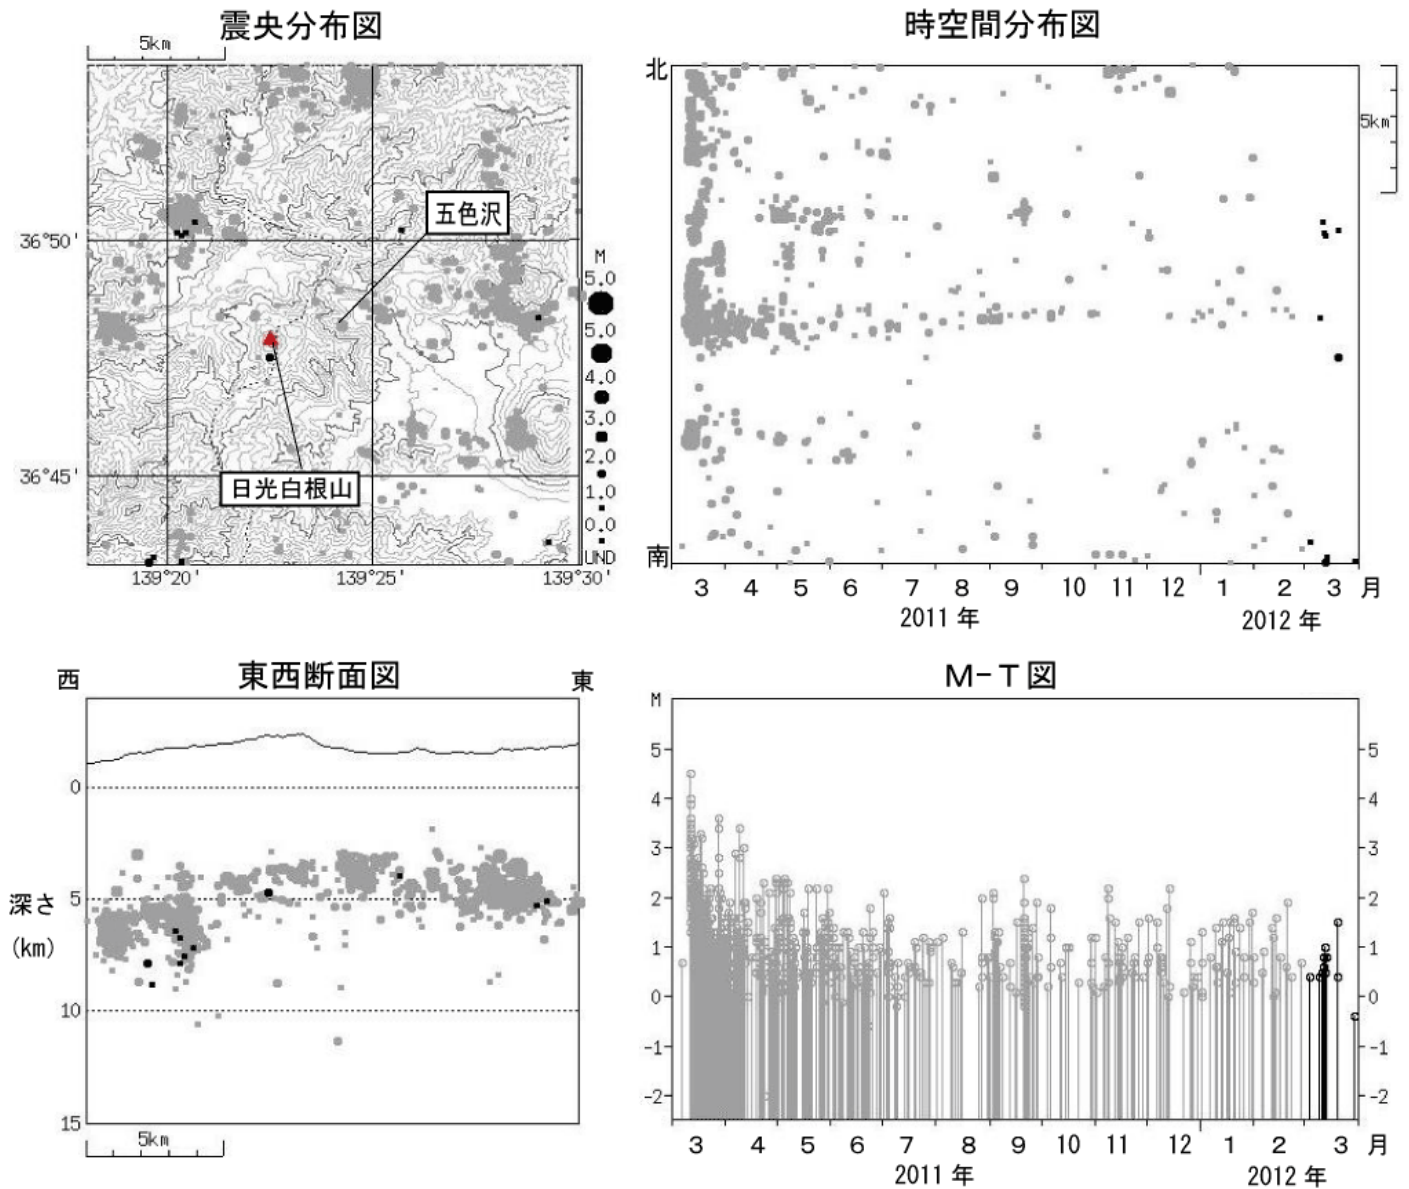 震央分布図
5km
五色沢
日光白根山
36°50'
36°45'
139°20'
139°25'
139°30'
M
5.0
5.0
4.0
3.0
2.0
1.0
0.0
UND
時空間分布図
北
南
5km
3 4 5 6 7 8 9 10 11 12 1 2 3 月
2011 年
2012 年
東西断面図
西
東
0
5
10
15
深さ
(km)
5km
M-T図
M
5
4
3
2
1
0
-1
-2
5
4
3
2
1
0
-1
-2
3 4 5 6 7 8 9 10 11 12 1 2 3 月
2011 年
2012 年